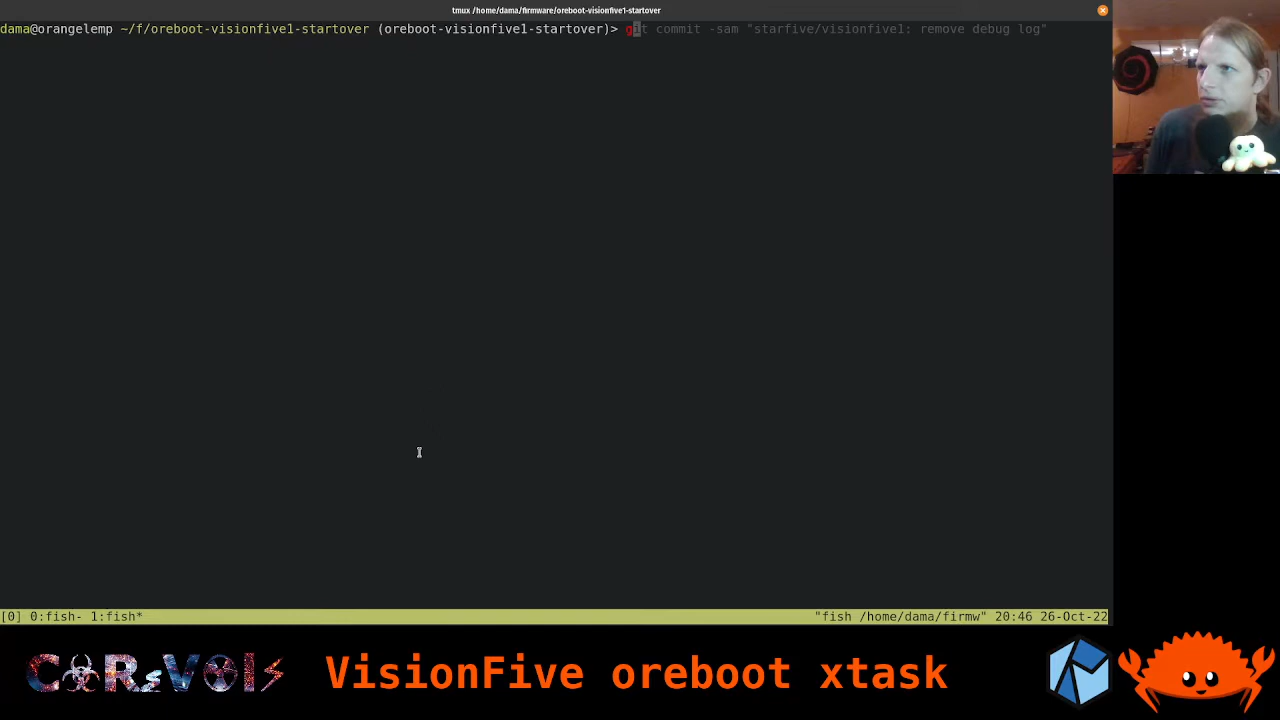 tmux /home/dama/firmware/oreboot-visionfive1-startover
dama@orangelemp ~/f/oreboot-visionfive1-startover (oreboot-visionfive1-startover)> git commit -sam "starfive/visionfive1: remove debug log"
[0] 0:fish- 1:fish* "fish /home/dama/firmw" 20:46 26-Oct-22
VisionFive oreboot xtask